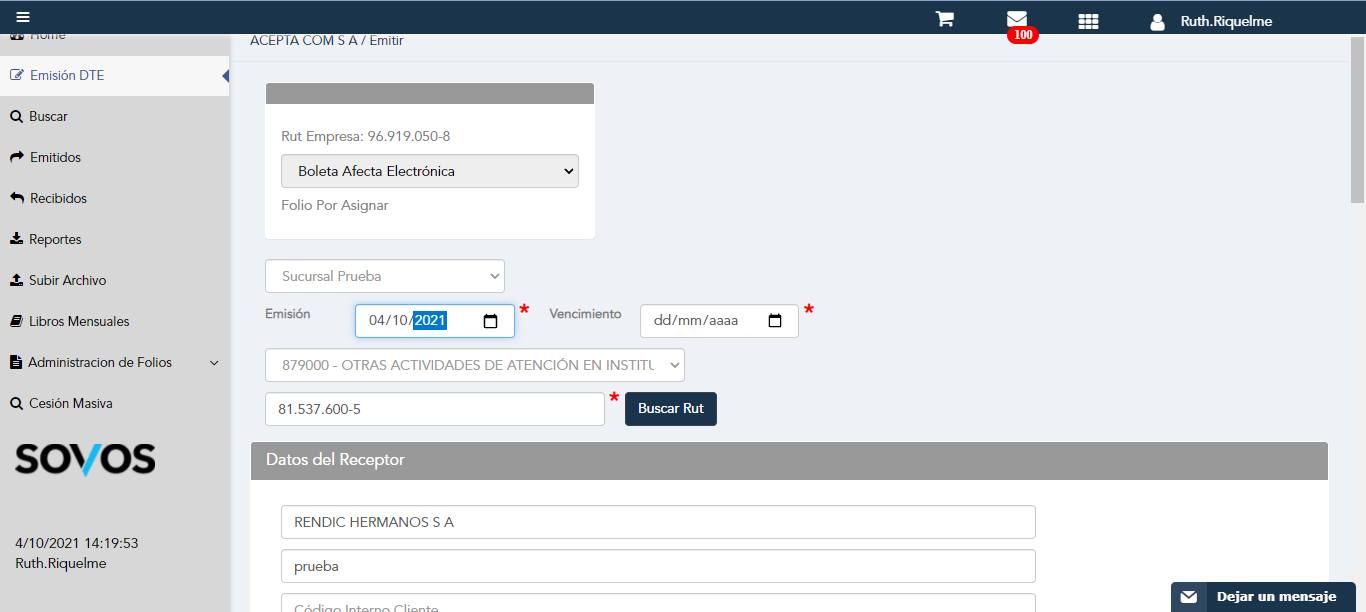 Ruth.Riquelme
100
Home
ACEPTA COM S A / Emitir
Emisión DTE
Buscar
Emitidos
Recibidos
Reportes
Subir Archivo
Libros Mensuales
Administracion de Folios
Cesión Masiva
SOVOS
4/10/2021 14:19:53
Ruth.Riquelme
Rut Empresa: 96.919.050-8
Boleta Afecta Electrónica
Folio Por Asignar
Sucursal Prueba
Emisión 04/10/2021 * Vencimiento dd/mm/aaaa *
879000 - OTRAS ACTIVIDADES DE ATENCIÓN EN INSTITU
81.537.600-5 * Buscar Rut
Datos del Receptor
RENDIC HERMANOS S A
prueba
Código Interno Cliente
Dejar un mensaje